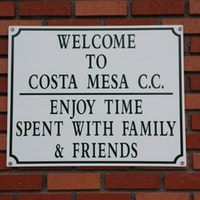 WELCOME
TO
COSTA MESA C.C.
ENJOY TIME
SPENT WITH FAMILY
& FRIENDS